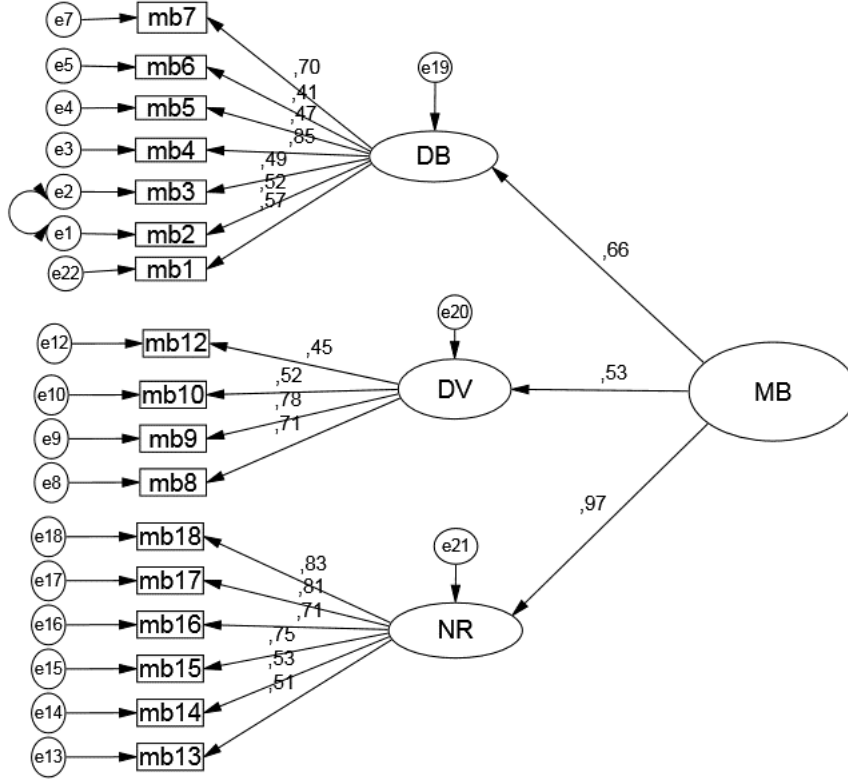 e7 mb7
e5 mb6
e4 mb5
e3 mb4
e2 mb3
e1 mb2
e22 mb1
,70
,41
,47
,85
,49
,52
,57
e19
DB
,66
e12 mb12
e10 mb10
e9 mb9
e8 mb8
,45
,52
,78
,71
e20
DV
,53
MB
e18 mb18
e17 mb17
e16 mb16
e15 mb15
e14 mb14
e13 mb13
,83
,81
,71
,75
,53
,51
e21
NR
,97